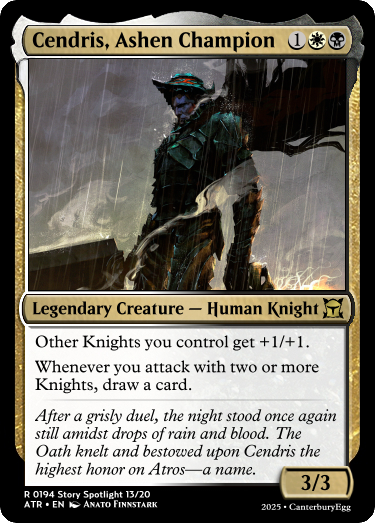 Cendris, Ashen Champion 1
Legendary Creature — Human Knight
Other Knights you control get +1/+1.
Whenever you attack with two or more
Knights, draw a card.
After a grisly duel, the night stood once again
still amidst drops of rain and blood. The
Oath knelt and bestowed upon Cendris the
highest honor on Atros—a name.
3/3
R 0194 Story Spotlight 13/20
ATR • EN Anato Finnstark
2025 • CanterburyEgg